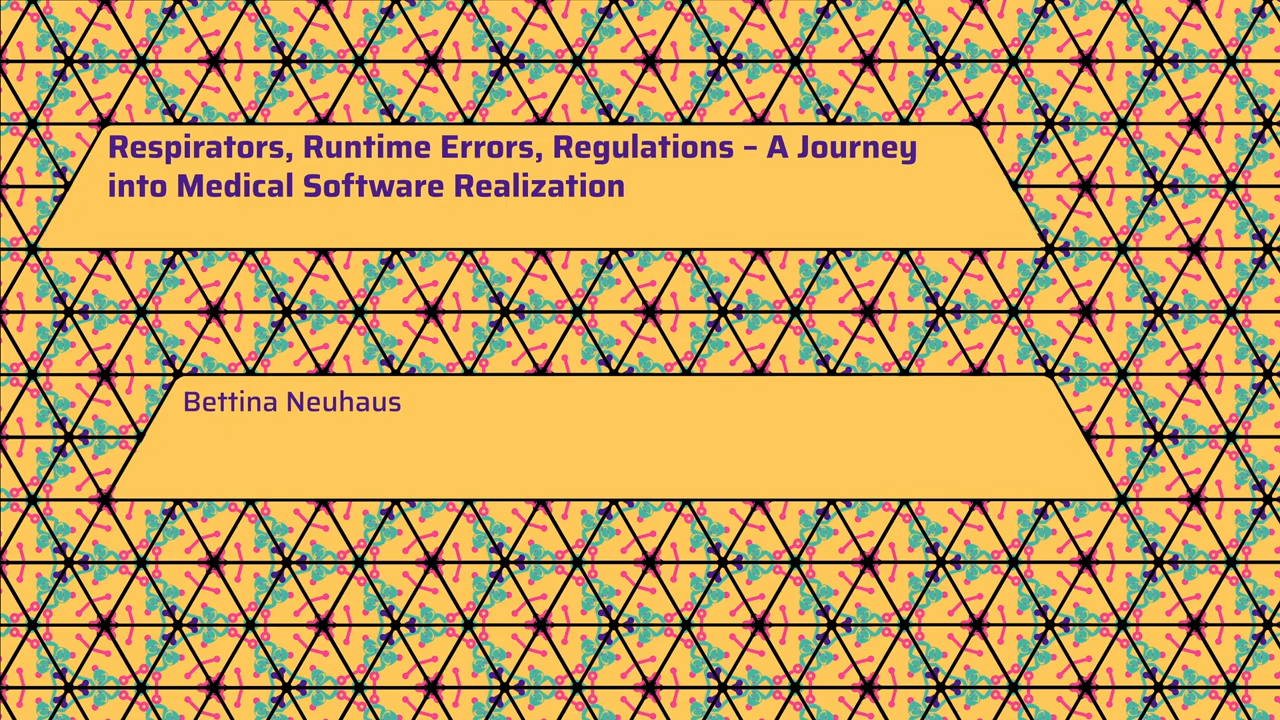 Respirators, Runtime Errors, Regulations – A Journey
into Medical Software Realization
Bettina Neuhaus